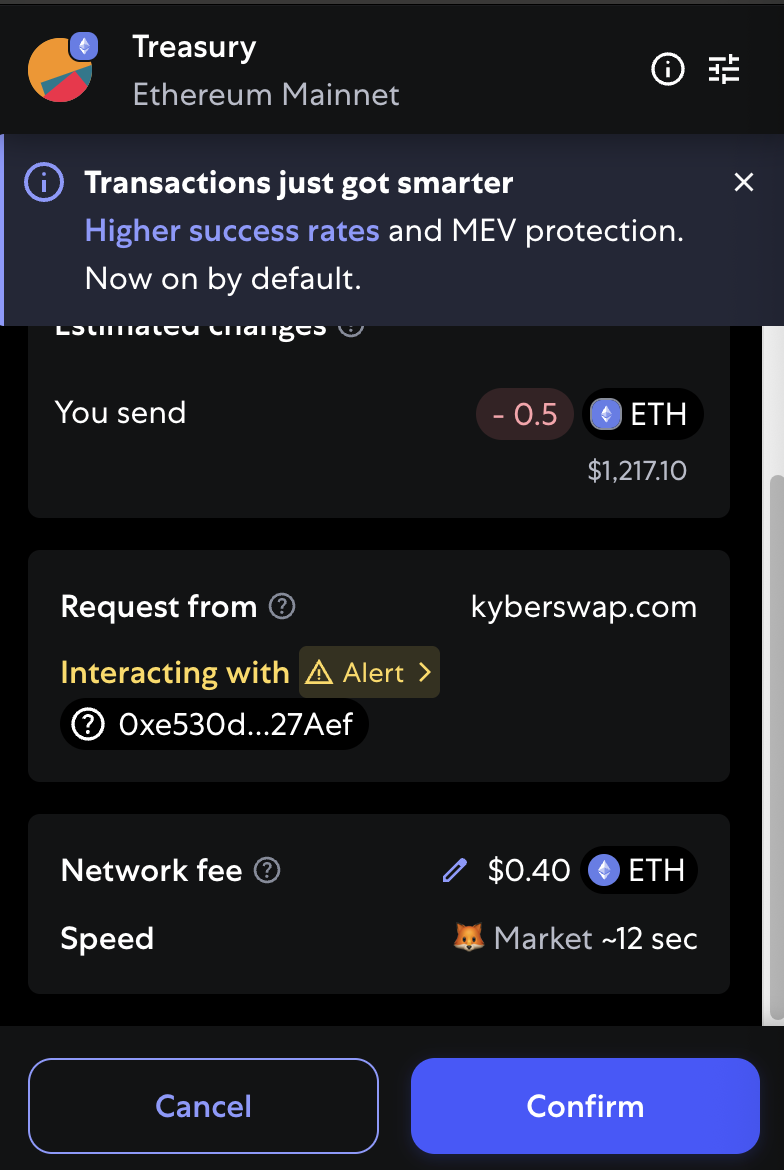 Treasury
Ethereum Mainnet
Transactions just got smarter
Higher success rates and MEV protection.
Now on by default.
Estimated changes
You send - 0.5 ETH
$1,217.10
Request from kyberswap.com
Interacting with Alert
0xe530d...27Aef
Network fee $0.40 ETH
Speed Market ~12 sec
Cancel Confirm